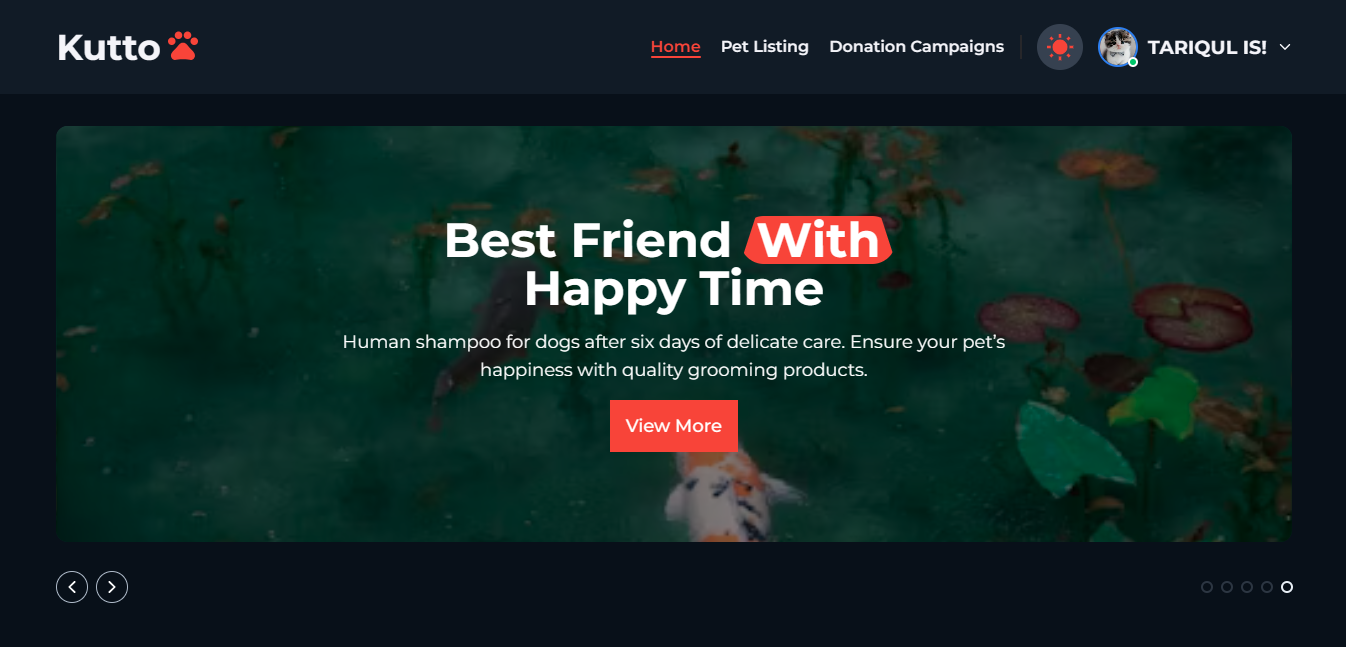 Kutto
Home Pet Listing Donation Campaigns TARIQUL IS!
Best Friend With
Happy Time
Human shampoo for dogs after six days of delicate care. Ensure your pet’s
happiness with quality grooming products.
View More